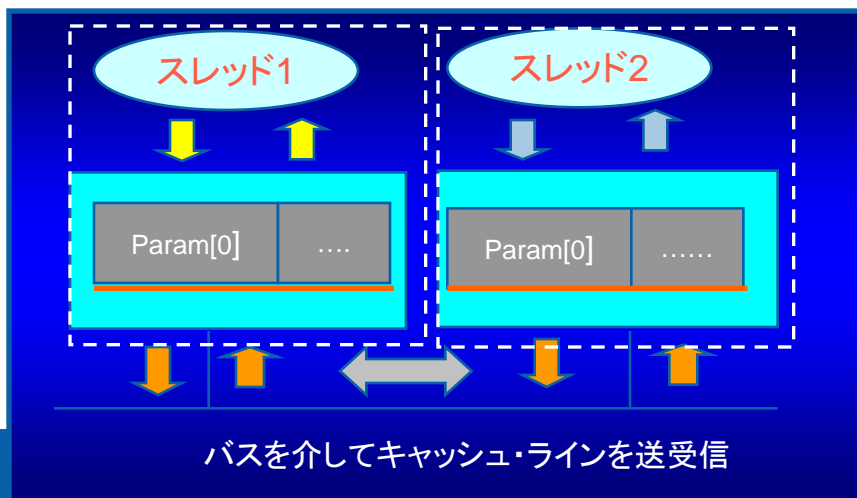 スレッド1
スレッド2
Param[0]
….
Param[0]
……
バスを介してキャッシュ・ラインを送受信